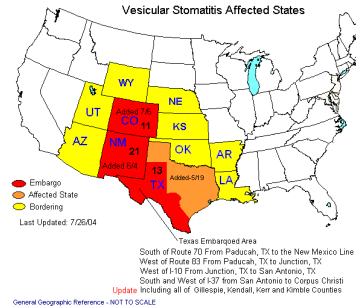 Vesicular Stomatitis Affected States
WY
NE
UT
Added 7/6
CO
11
KS
AZ
NM
21
Added 6/4
OK
AR
13
TX
Added-5/19
LA
Embargo
Affected State
Bordering
Last Updated: 7/26/04
Texas Embargoed Area
South of Route 70 From Paducah, TX to the New Mexico Line
West of Route 83 From Paducah, TX to Junction, TX
West of I-10 From Junction, TX to San Antonio, TX
South and West of I-37 from San Antonio to Corpus Christi
Update Including all of Gillespie, Kendall, Kerr and Kimble Counties
General Geographic Reference - NOT TO SCALE